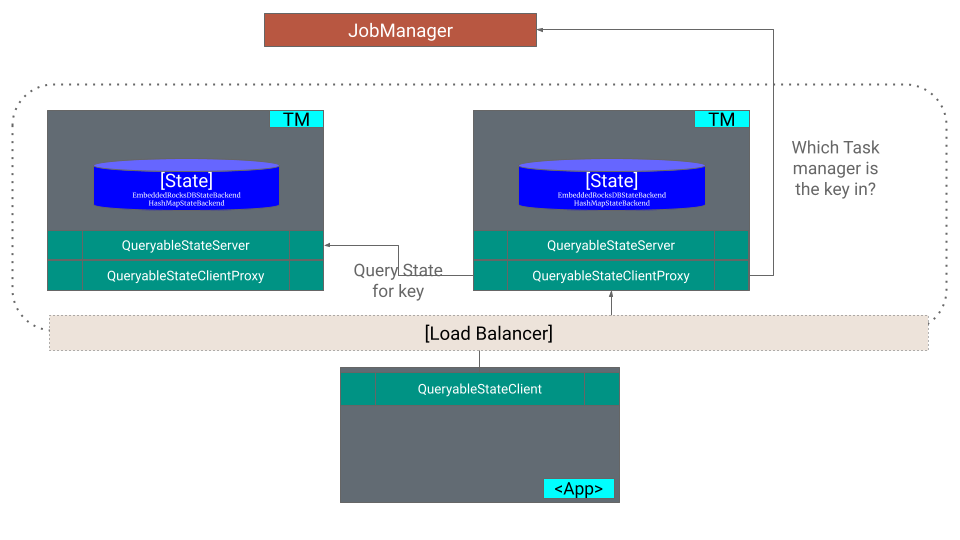 JobManager
TM
[State]
EmbeddedRocksDBStateBackend
HashMapStateBackend
QueryableStateServer
QueryableStateClientProxy
TM
[State]
EmbeddedRocksDBStateBackend
HashMapStateBackend
QueryableStateServer
QueryableStateClientProxy
Which Task
manager is
the key in?
Query State
for key
[Load Balancer]
QueryableStateClient
<App>